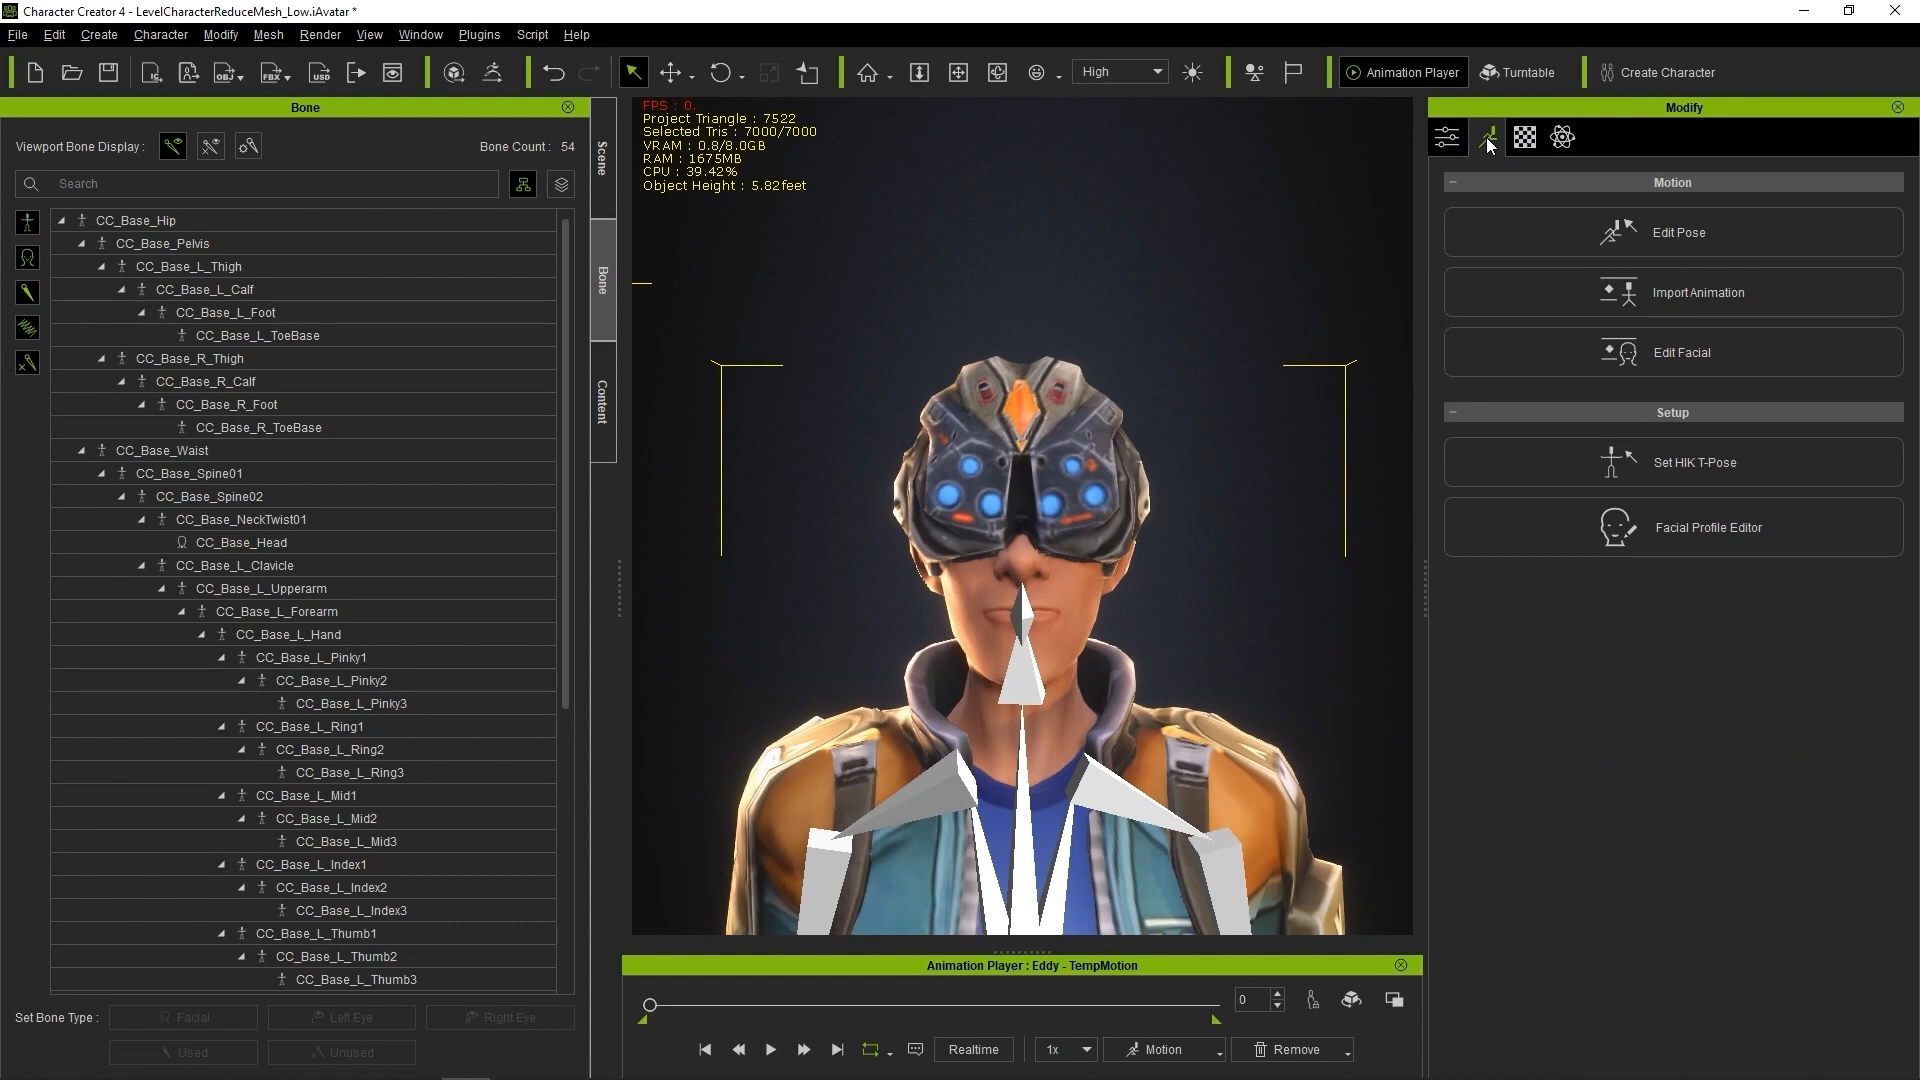 Character Creator 4 - LevelCharacterReduceMesh_Low.iAvatar *
File Edit Create Character Modify Mesh Render View Window Plugins Script Help
High Animation Player Turntable Create Character
Bone
Viewport Bone Display : Bone Count : 54
Search
CC_Base_Hip
CC_Base_Pelvis
CC_Base_L_Thigh
CC_Base_L_Calf
CC_Base_L_Foot
CC_Base_L_ToeBase
CC_Base_R_Thigh
CC_Base_R_Calf
CC_Base_R_Foot
CC_Base_R_ToeBase
CC_Base_Waist
CC_Base_Spine01
CC_Base_Spine02
CC_Base_NeckTwist01
CC_Base_Head
CC_Base_L_Clavicle
CC_Base_L_Upperarm
CC_Base_L_Forearm
CC_Base_L_Hand
CC_Base_L_Pinky1
CC_Base_L_Pinky2
CC_Base_L_Pinky3
CC_Base_L_Ring1
CC_Base_L_Ring2
CC_Base_L_Ring3
CC_Base_L_Mid1
CC_Base_L_Mid2
CC_Base_L_Mid3
CC_Base_L_Index1
CC_Base_L_Index2
CC_Base_L_Index3
CC_Base_L_Thumb1
CC_Base_L_Thumb2
CC_Base_L_Thumb3
Set Bone Type : Facial Left Eye Right Eye
Used Unused
Scene
Bone
Content
FPS : 0.
Project Triangle : 7522
Selected Tris : 7000/7000
VRAM : 0.8/8.0GB
RAM : 1675MB
CPU : 39.42%
Object Height : 5.82feet
Animation Player : Eddy - TempMotion
0
Realtime 1x Motion Remove
Modify
Motion
Edit Pose
Import Animation
Edit Facial
Setup
Set HIK T-Pose
Facial Profile Editor